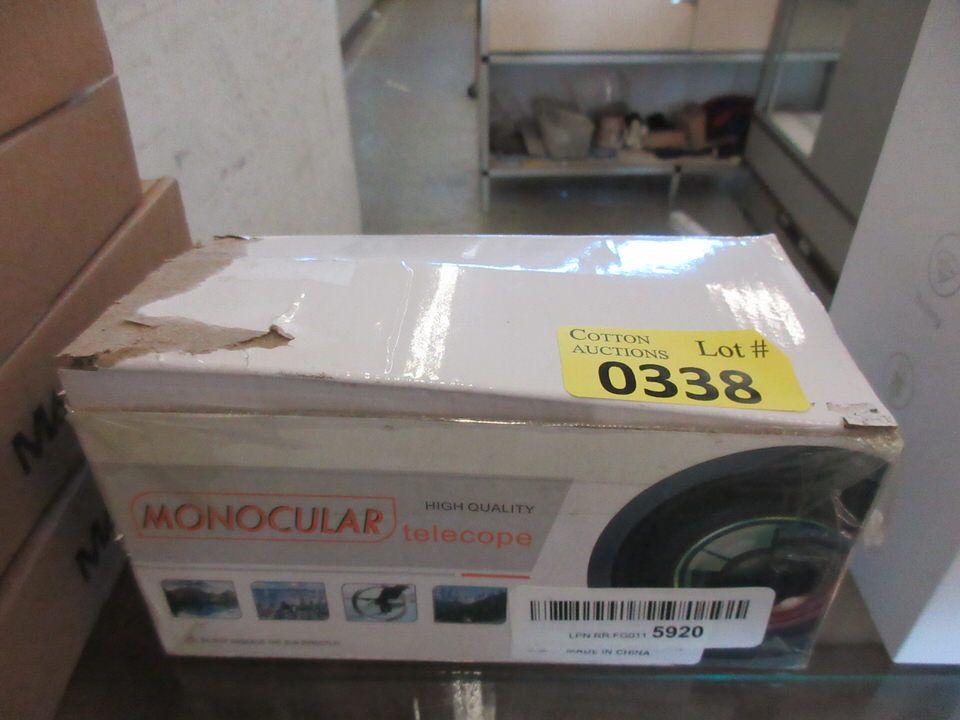 COTTON
AUCTIONS
Lot #
0338
MONOCULAR
HIGH QUALITY
telecope
LPN RR FG011 5920
MADE IN CHINA